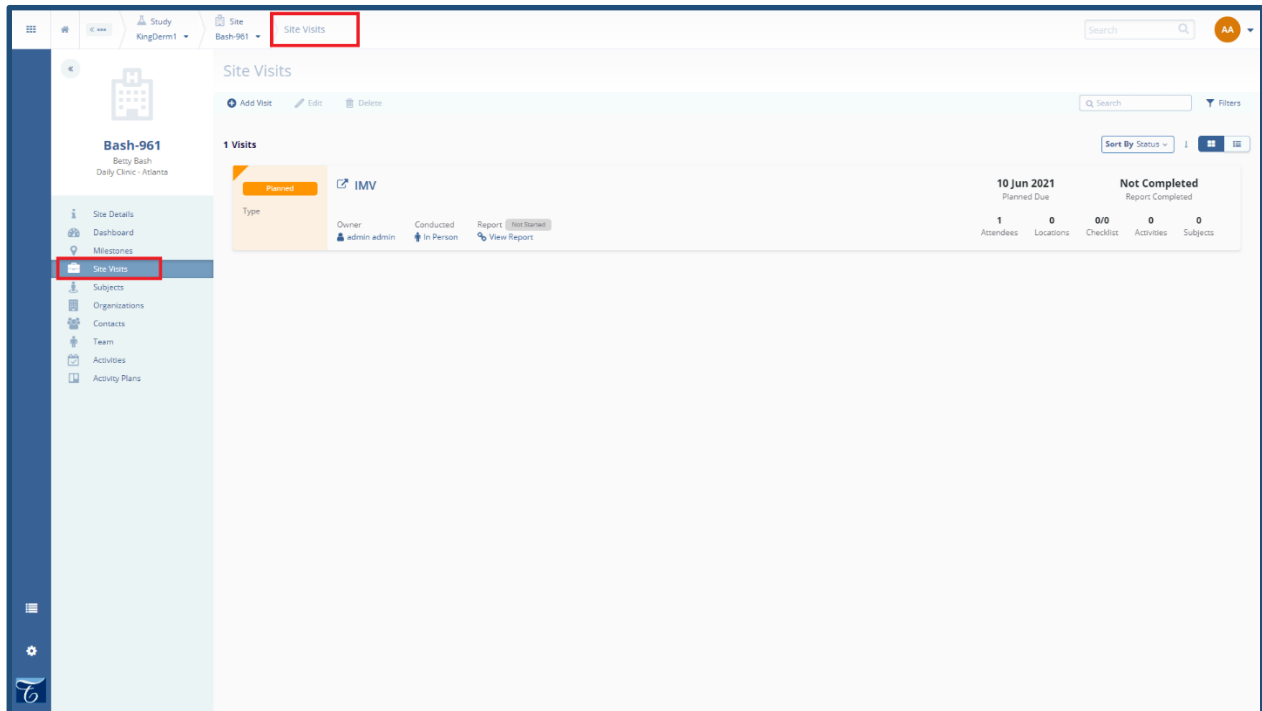 Study
KingDerm1
Site
Bash-961
Site Visits
Search
AA
Site Visits
Add Visit Edit Delete
Search
Filters
Bash-961
Betty Bash
Daily Clinic - Atlanta
Site Details
Dashboard
Milestones
Site Visits
Subjects
Organizations
Contacts
Team
Activities
Activity Plans
1 Visits
Sort By Status
Planned
Type
IMV
Owner
admin admin
Conducted
In Person
Report Not Started
View Report
10 Jun 2021
Planned Due
Not Completed
Report Completed
1
Attendees
0
Locations
0/0
Checklist
0
Activities
0
Subjects